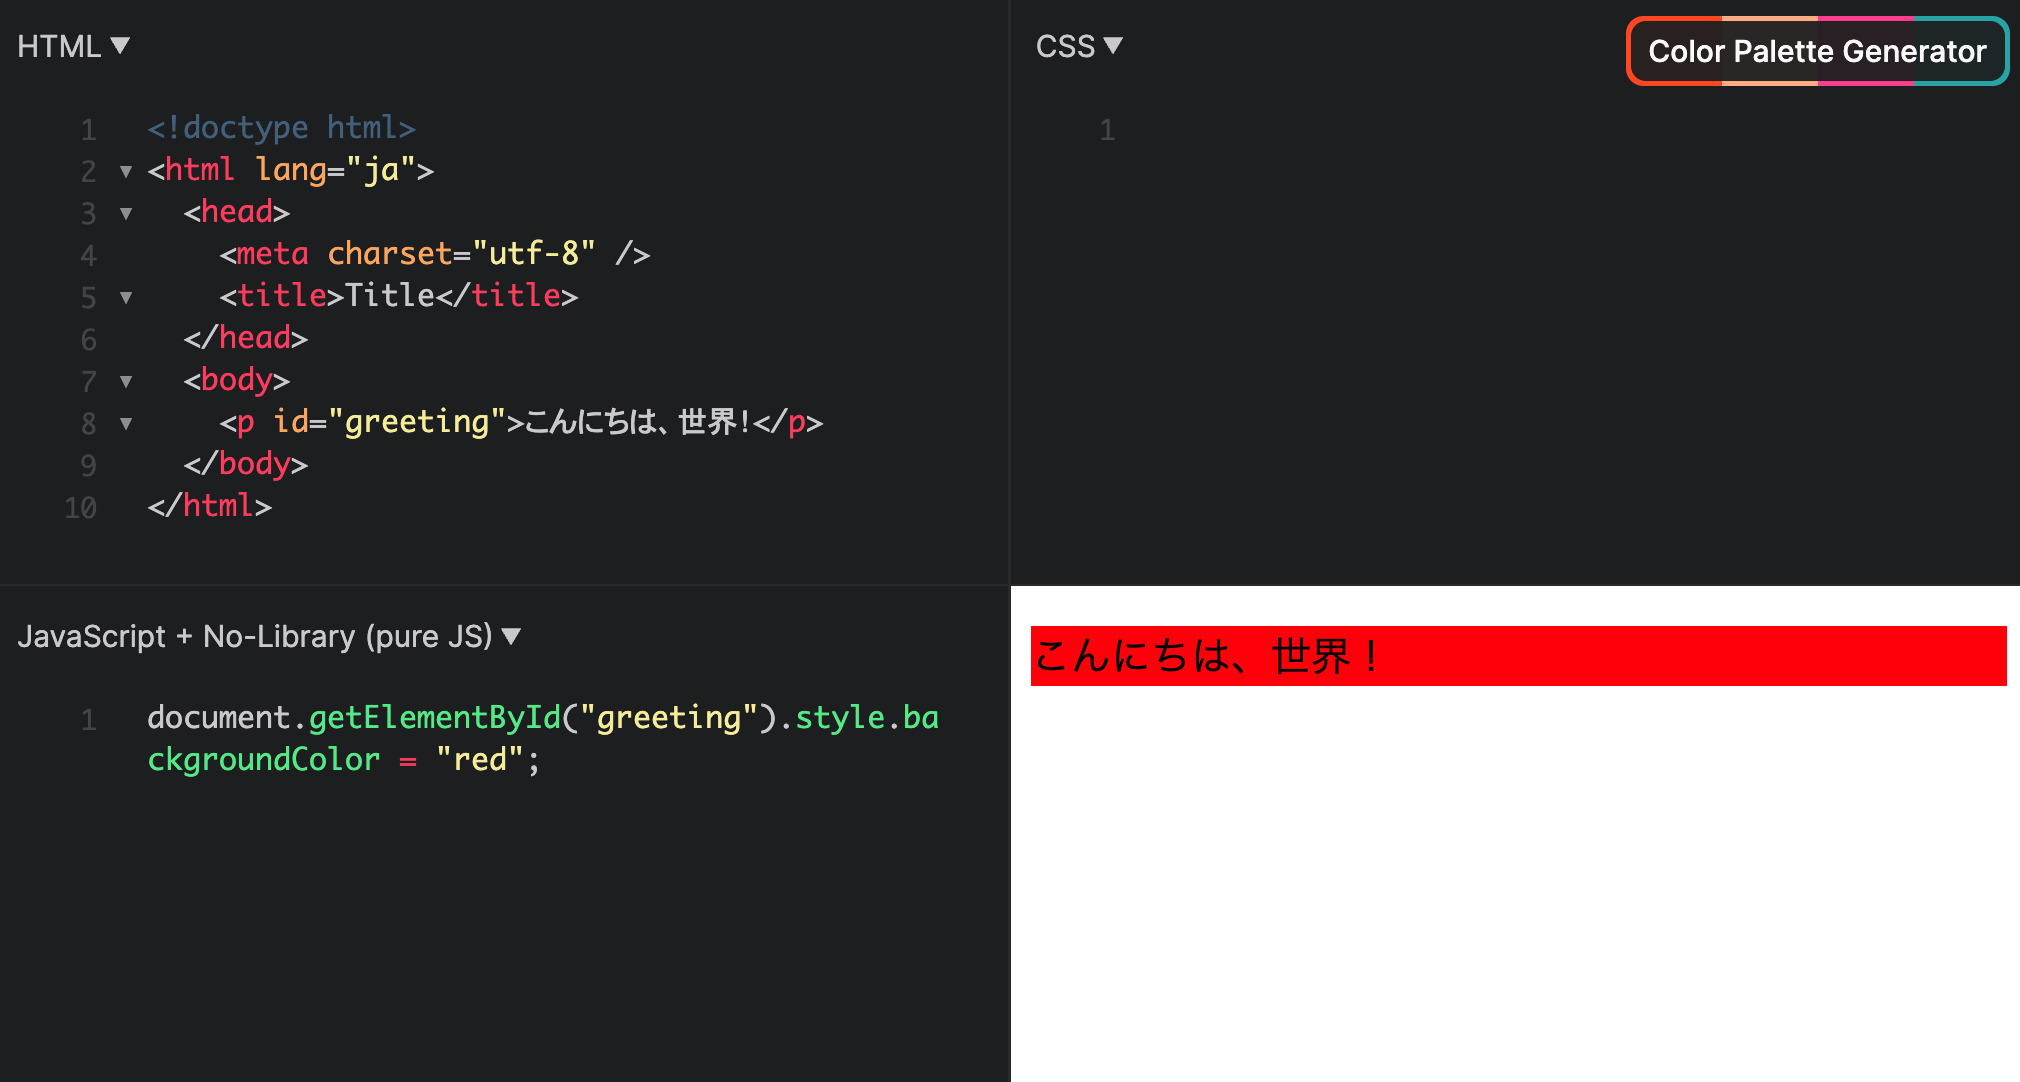 HTML ▼
1 <!doctype html>
2 ▼ <html lang="ja">
3 ▼ <head>
4 <meta charset="utf-8" />
5 ▼ <title>Title</title>
6 </head>
7 ▼ <body>
8 ▼ <p id="greeting">こんにちは、世界！</p>
9 </body>
10 </html>
CSS ▼
Color Palette Generator
1
JavaScript + No-Library (pure JS) ▼
1 document.getElementById("greeting").style.ba
ckgroundColor = "red";
こんにちは、世界！